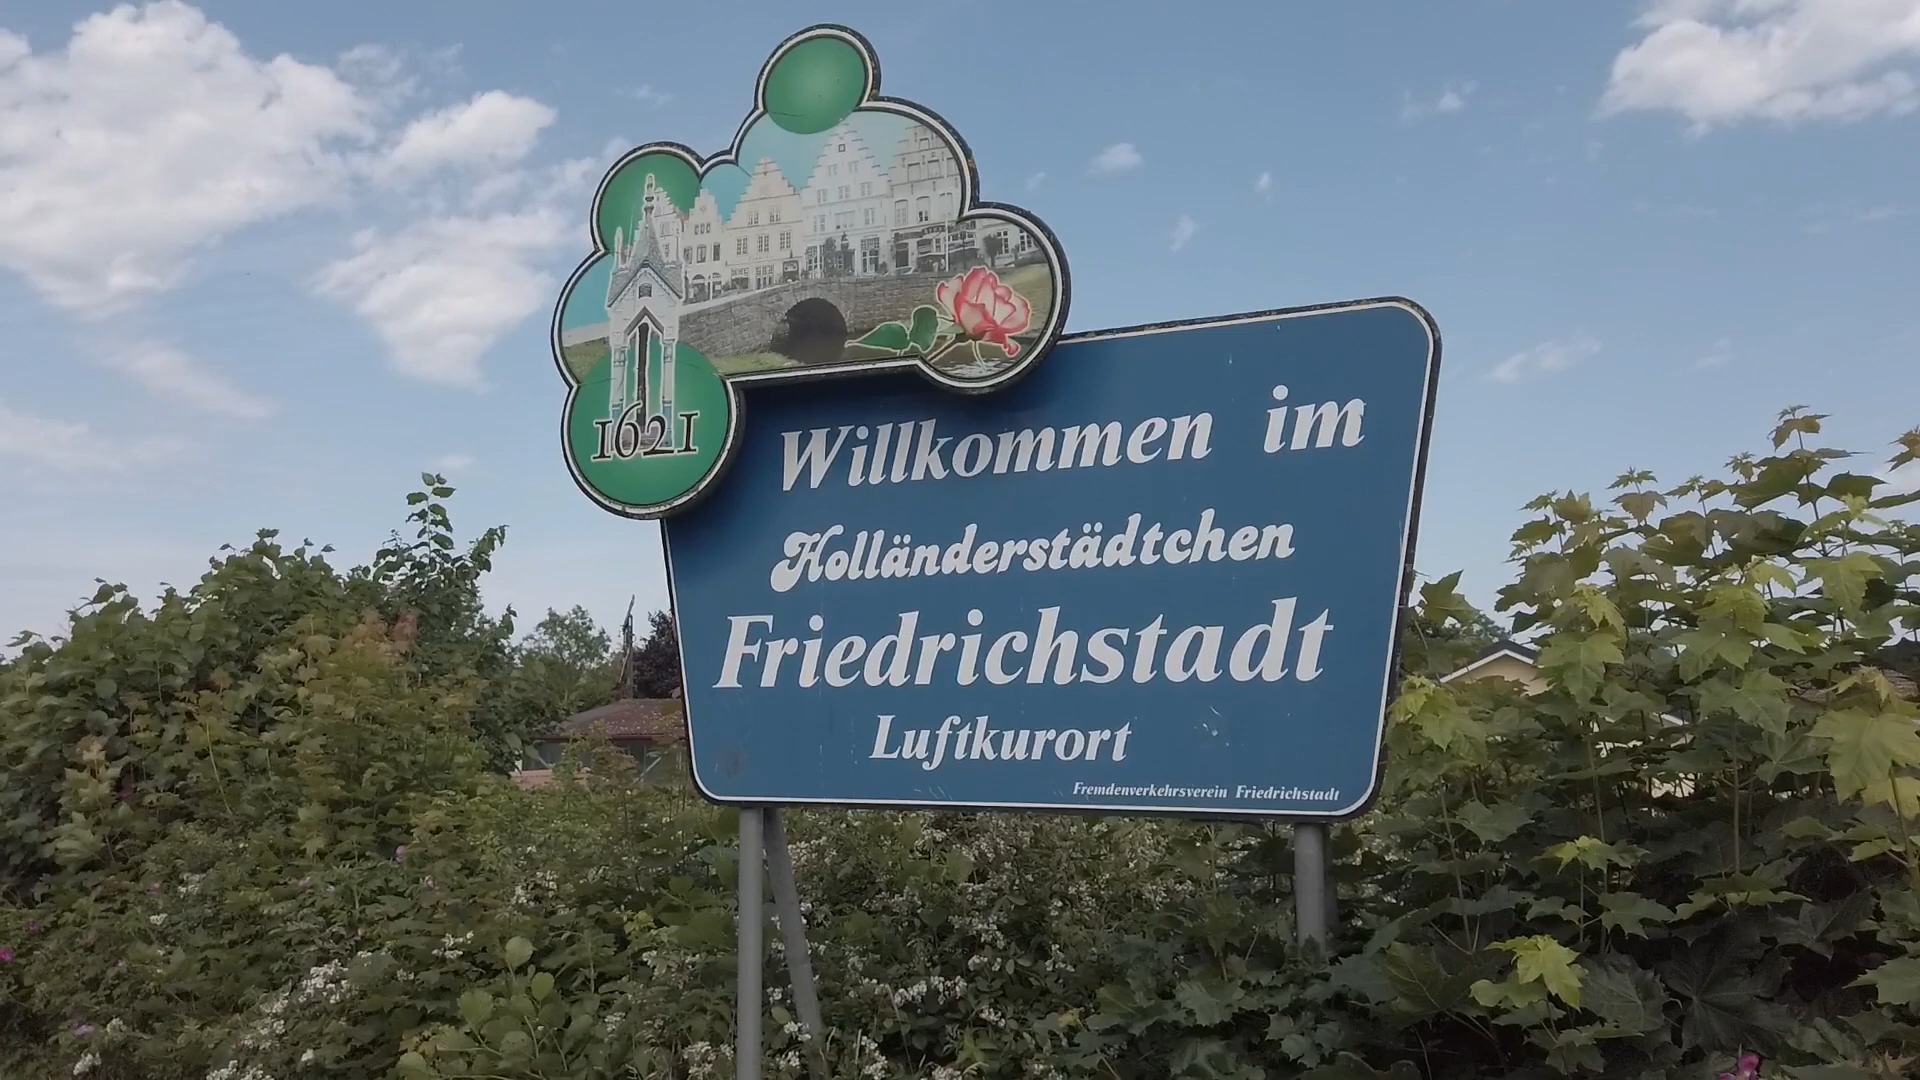 1621
Willkommen im
Holländerstädtchen
Friedrichstadt
Luftkurort
Fremdenverkehrsverein Friedrichstadt